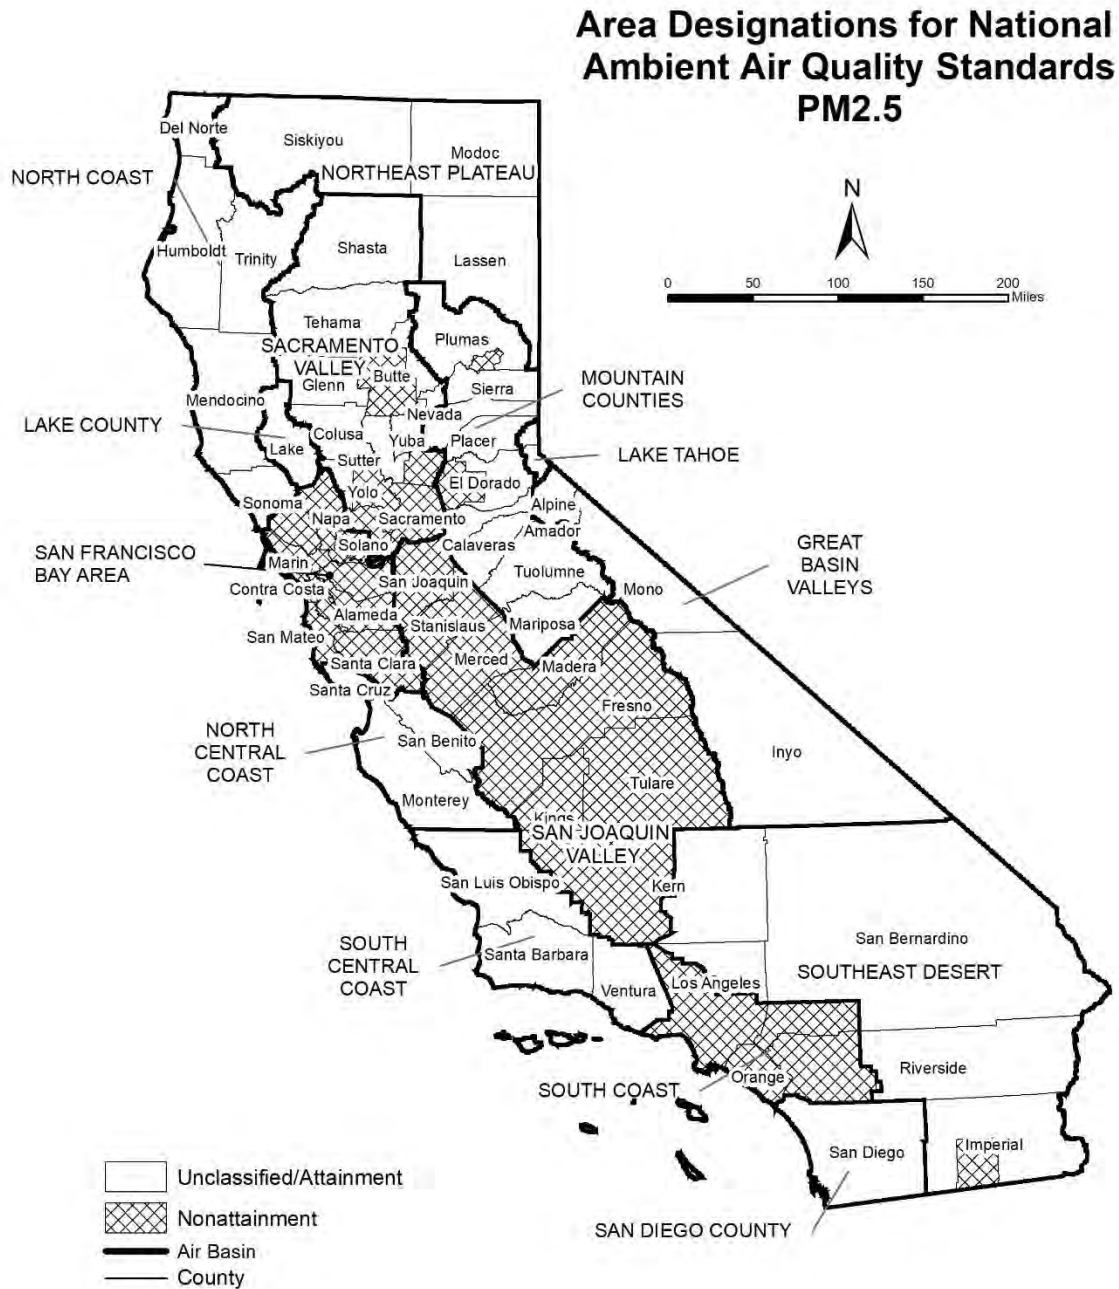 Area Designations for National
Ambient Air Quality Standards
PM2.5
Del Norte
Siskiyou
Modoc
NORTH COAST
NORTHEAST PLATEAU
N
Humboldt
Trinity
Shasta
Lassen
0 50 100 150 200
Miles
Tehama
Plumas
SACRAMENTO
VALLEY
Butte
Glenn
Sierra
MOUNTAIN
COUNTIES
Mendocino
Nevada
LAKE COUNTY
Colusa
Yuba
Placer
Lake
Sutter
LAKE TAHOE
El Dorado
Yolo
Sonoma
Alpine
Napa
Sacramento
Amador
SAN FRANCISCO
BAY AREA
Solano
Calaveras
GREAT
BASIN
VALLEYS
Marin
Tuolumne
San Joaquin
Contra Costa
Mono
Alameda
Stanislaus
Mariposa
San Mateo
Merced
Madera
Santa Clara
Santa Cruz
Fresno
NORTH
CENTRAL
COAST
San Benito
Inyo
Tulare
Monterey
Kings
SAN JOAQUIN
VALLEY
San Luis Obispo
Kern
San Bernardino
SOUTH
CENTRAL
COAST
Santa Barbara
SOUTHEAST DESERT
Ventura
Los Angeles
Riverside
Orange
SOUTH COAST
San Diego
Imperial
Unclassified/Attainment
Nonattainment
SAN DIEGO COUNTY
Air Basin
County